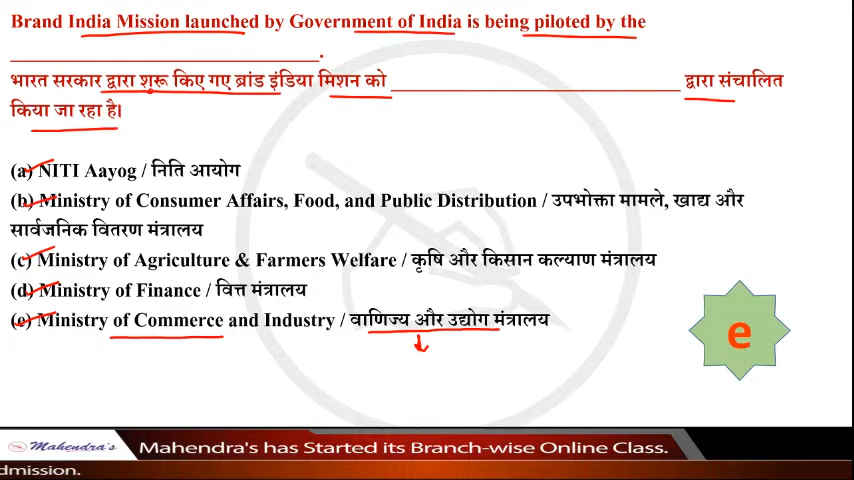 Brand India Mission launched by Government of India is being piloted by the
______________________________.
भारत सरकार द्वारा शुरू किए गए ब्रांड इंडिया मिशन को ______________________________ द्वारा संचालित
किया जा रहा है।
(a) NITI Aayog / निति आयोग
(b) Ministry of Consumer Affairs, Food, and Public Distribution / उपभोक्ता मामले, खाद्य और
सार्वजनिक वितरण मंत्रालय
(c) Ministry of Agriculture & Farmers Welfare / कृषि और किसान कल्याण मंत्रालय
(d) Ministry of Finance / वित्त मंत्रालय
(e) Ministry of Commerce and Industry / वाणिज्य और उद्योग मंत्रालय
e
Mahendra's
Mahendra's has Started its Branch-wise Online Class.
dmission.